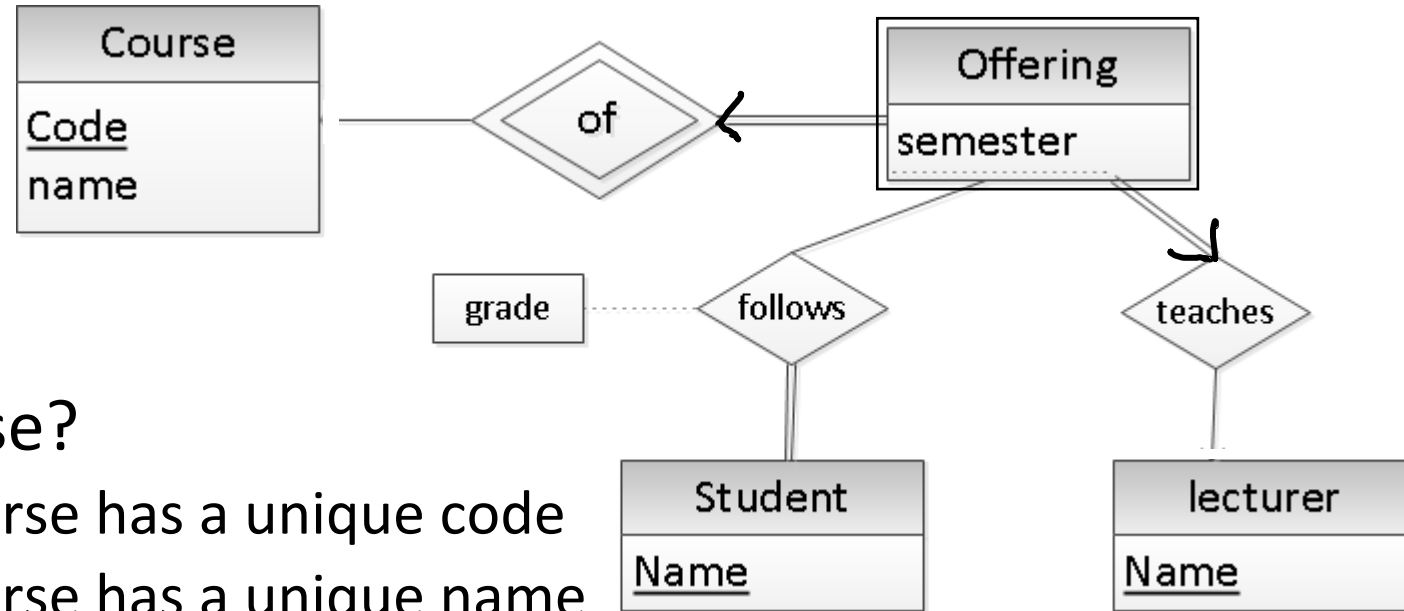 Course
Code
name
of
Offering
semester
grade
follows
teaches
Student
Name
lecturer
Name
se?
rse has a unique code
rse has a unique name